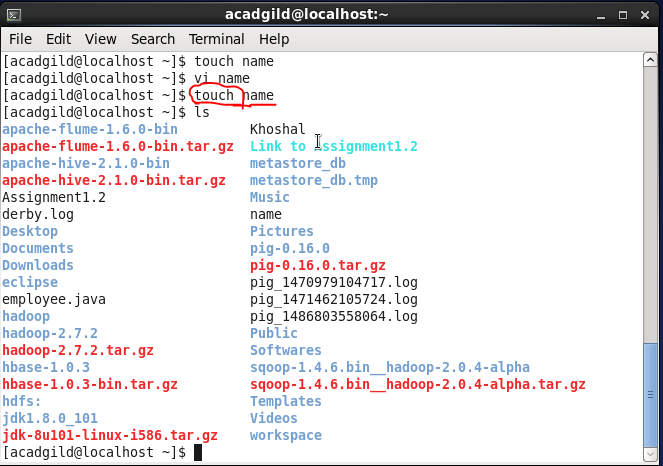 acadgild@localhost:~
File Edit View Search Terminal Help
[acadgild@localhost ~]$ touch name
[acadgild@localhost ~]$ vi name
[acadgild@localhost ~]$ touch name
[acadgild@localhost ~]$ ls
apache-flume-1.6.0-bin Khoshal
apache-flume-1.6.0-bin.tar.gz Link to Assignment1.2
apache-hive-2.1.0-bin metastore_db
apache-hive-2.1.0-bin.tar.gz metastore_db.tmp
Assignment1.2 Music
derby.log name
Desktop Pictures
Documents pig-0.16.0
Downloads pig-0.16.0.tar.gz
eclipse pig_1470979104717.log
employee.java pig_1471462105724.log
hadoop pig_1486803558064.log
hadoop-2.7.2 Public
hadoop-2.7.2.tar.gz Softwares
hbase-1.0.3 sqoop-1.4.6.bin__hadoop-2.0.4-alpha
hbase-1.0.3-bin.tar.gz sqoop-1.4.6.bin__hadoop-2.0.4-alpha.tar.gz
hdfs: Templates
jdk1.8.0_101 Videos
jdk-8u101-linux-i586.tar.gz workspace
[acadgild@localhost ~]$